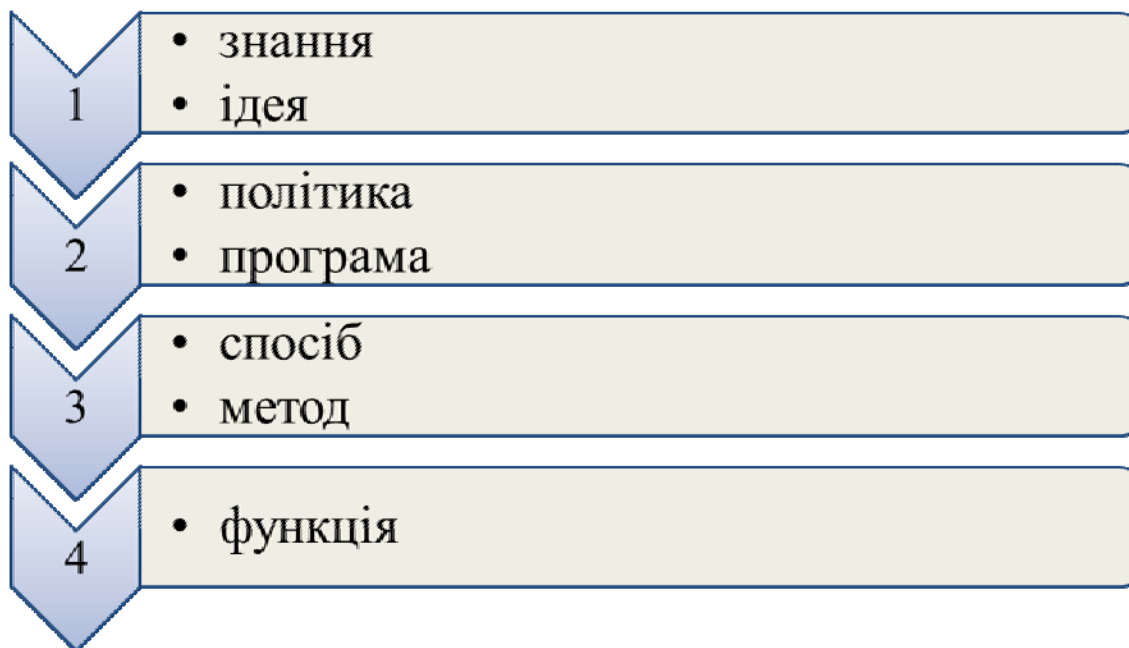 1
• знання
• ідея
2
• політика
• програма
3
• спосіб
• метод
4
• функція